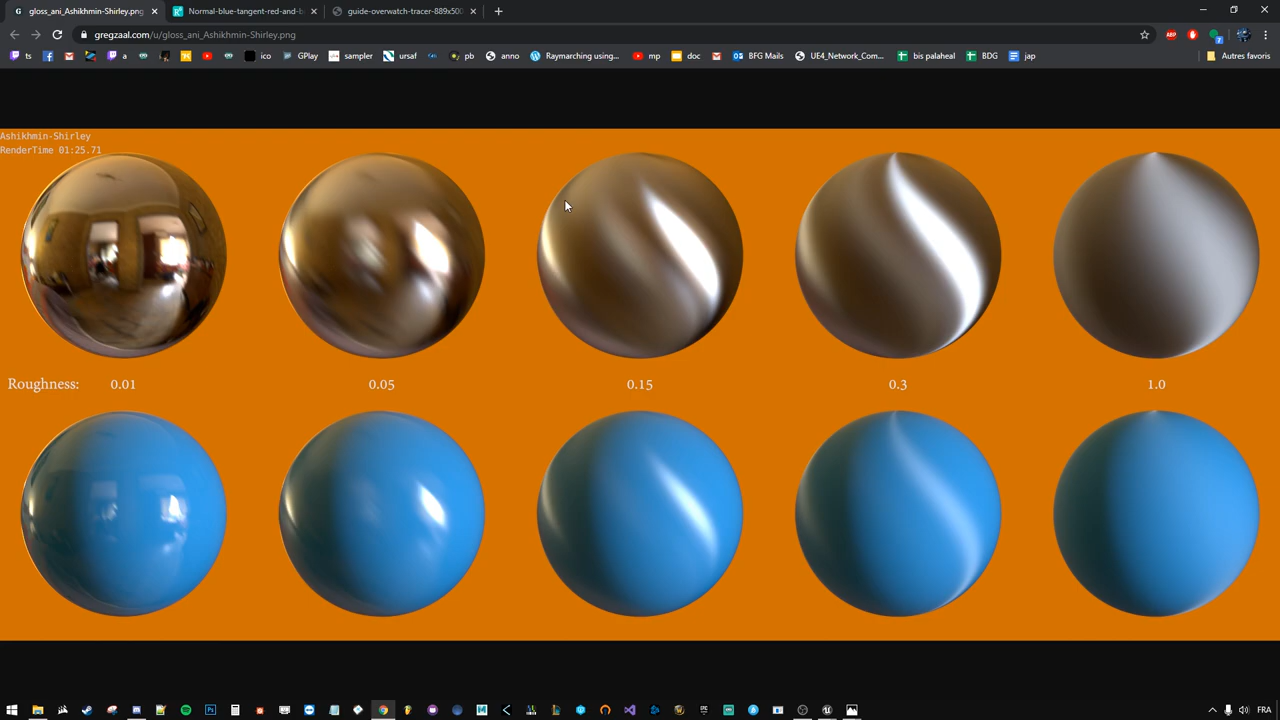 gloss_ani_Ashikhmin-Shirley.png
Normal-blue-tangent-red-and-b
guide-overwatch-tracer-889x500
gregzaal.com/u/gloss_ani_Ashikhmin-Shirley.png
ts a ico GPlay sampler ursaf pb anno Raymarching using... mp doc BFG Mails UE4_Network_Com... bis palaheal BDG jap Autres favoris
Ashikhmin-Shirley
RenderTime 01:25.71
Roughness: 0.01 0.05 0.15 0.3 1.0
FRA